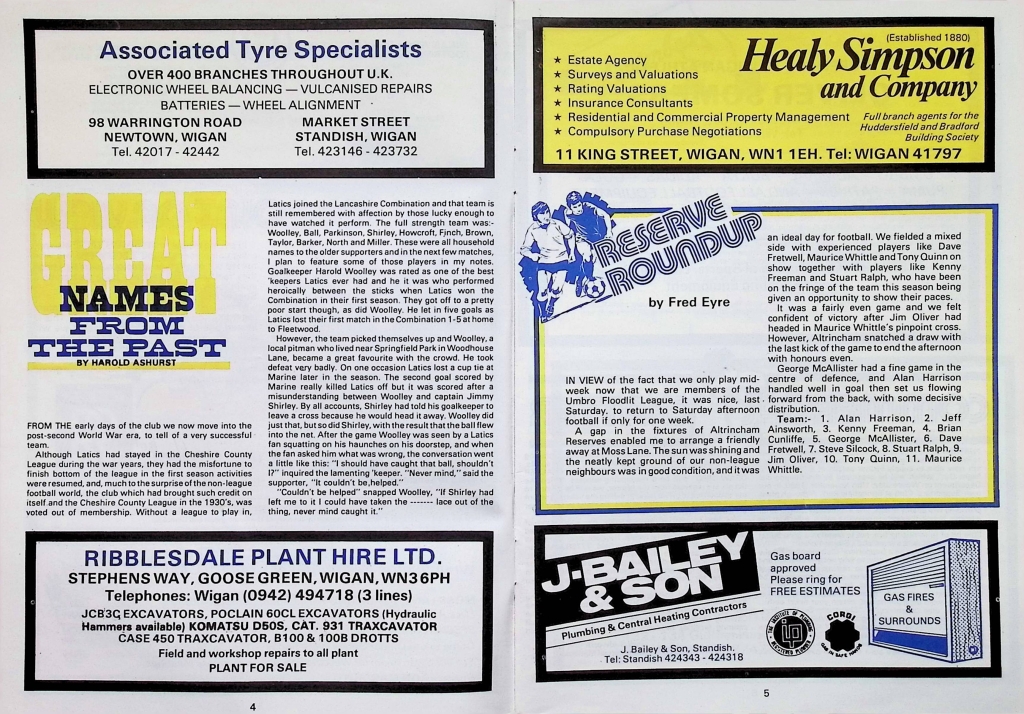 Associated Tyre Specialists
OVER 400 BRANCHES THROUGHOUT U.K.
ELECTRONIC WHEEL BALANCING — VULCANISED REPAIRS
BATTERIES — WHEEL ALIGNMENT
98 WARRINGTON ROAD
NEWTOWN, WIGAN
Tel. 42017 - 42442
MARKET STREET
STANDISH, WIGAN
Tel. 423146 - 423732
GREAT
NAMES
FROM
THE PAST
BY HAROLD ASHURST
FROM THE early days of the club we now move into the
post-second World War era, to tell of a very successful
team.
Although Latics had stayed in the Cheshire County
League during the war years, they had the misfortune to
finish bottom of the league in the first season activities
were resumed, and, much to the surprise of the non-league
football world, the club which had brought such credit on
itself and the Cheshire County League in the 1930's, was
voted out of membership. Without a league to play in,
Latics joined the Lancashire Combination and that team is
still remembered with affection by those lucky enough to
have watched it perform. The full strength team was:-
Woolley, Ball, Parkinson, Shirley, Howcroft, Finch, Brown,
Taylor, Barker, North and Miller. These were all household
names to the older supporters and in the next few matches,
I plan to feature some of those players in my notes.
Goalkeeper Harold Woolley was rated as one of the best
'keepers Latics ever had and he it was who performed
heroically between the sticks when Latics won the
Combination in their first season. They got off to a pretty
poor start though, as did Woolley. He let in five goals as
Latics lost their first match in the Combination 1-5 at home
to Fleetwood.
However, the team picked themselves up and Woolley, a
local pitman who lived near Springfield Park in Woodhouse
Lane, became a great favourite with the crowd. He took
defeat very badly. On one occasion Latics lost a cup tie at
Marine later in the season. The second goal scored by
Marine really killed Latics off but it was scored after a
misunderstanding between Woolley and captain Jimmy
Shirley. By all accounts, Shirley had told his goalkeeper to
leave a cross because he would head it away. Woolley did
just that, but so did Shirley, with the result that the ball flew
into the net. After the game Woolley was seen by a Latics
fan squatting on his haunches on his doorstep, and when
the fan asked him what was wrong, the conversation went
a little like this: "I should have caught that ball, shouldn't
I?" inquired the lamenting 'keeper. "Never mind," said the
supporter, "It couldn't be helped."
"Couldn't be helped" snapped Woolley, "If Shirley had
left me to it I could have taken the ------- lace out of the
thing, never mind caught it."
RIBBLESDALE PLANT HIRE LTD.
STEPHENS WAY, GOOSE GREEN, WIGAN, WN3 6PH
Telephones: Wigan (0942) 494718 (3 lines)
JCB3C EXCAVATORS, POCLAIN 60CL EXCAVATORS (Hydraulic
Hammers available) KOMATSU D50S, CAT. 931 TRAXCAVATOR
CASE 450 TRAXCAVATOR, B100 & 100B DROTTS
Field and workshop repairs to all plant
PLANT FOR SALE
4
(Established 1880)
Healy Simpson
and Company
★ Estate Agency
★ Surveys and Valuations
★ Rating Valuations
★ Insurance Consultants
★ Residential and Commercial Property Management
★ Compulsory Purchase Negotiations
Full branch agents for the
Huddersfield and Bradford
Building Society
11 KING STREET, WIGAN, WN1 1EH. Tel: WIGAN 41797
RESERVE
ROUNDUP
by Fred Eyre
IN VIEW of the fact that we only play mid-
week now that we are members of the
Umbro Floodlit League, it was nice, last
Saturday. to return to Saturday afternoon
football if only for one week.
A gap in the fixtures of Altrincham
Reserves enabled me to arrange a friendly
away at Moss Lane. The sun was shining and
the neatly kept ground of our non-league
neighbours was in good condition, and it was
an ideal day for football. We fielded a mixed
side with experienced players like Dave
Fretwell, Maurice Whittle and Tony Quinn on
show together with players like Kenny
Freeman and Stuart Ralph, who have been
on the fringe of the team this season being
given an opportunity to show their paces.
It was a fairly even game and we felt
confident of victory after Jim Oliver had
headed in Maurice Whittle's pinpoint cross.
However, Altrincham snatched a draw with
the last kick of the game to end the afternoon
with honours even.
George McAllister had a fine game in the
centre of defence, and Alan Harrison
handled well in goal then set us flowing
forward from the back, with some decisive
distribution.
Team:- 1. Alan Harrison, 2. Jeff
Ainsworth, 3. Kenny Freeman, 4. Brian
Cunliffe, 5. George McAllister, 6. Dave
Fretwell, 7. Steve Silcock, 8. Stuart Ralph, 9.
Jim Oliver, 10. Tony Quinn, 11. Maurice
Whittle.
J·BAILEY
& SON
Plumbing & Central Heating Contractors
J. Bailey & Son, Standish.
Tel: Standish 424343 - 424318
Gas board
approved
Please ring for
FREE ESTIMATES
CORGI
GAS IN SAFE HANDS
GAS FIRES
&
SURROUNDS
5